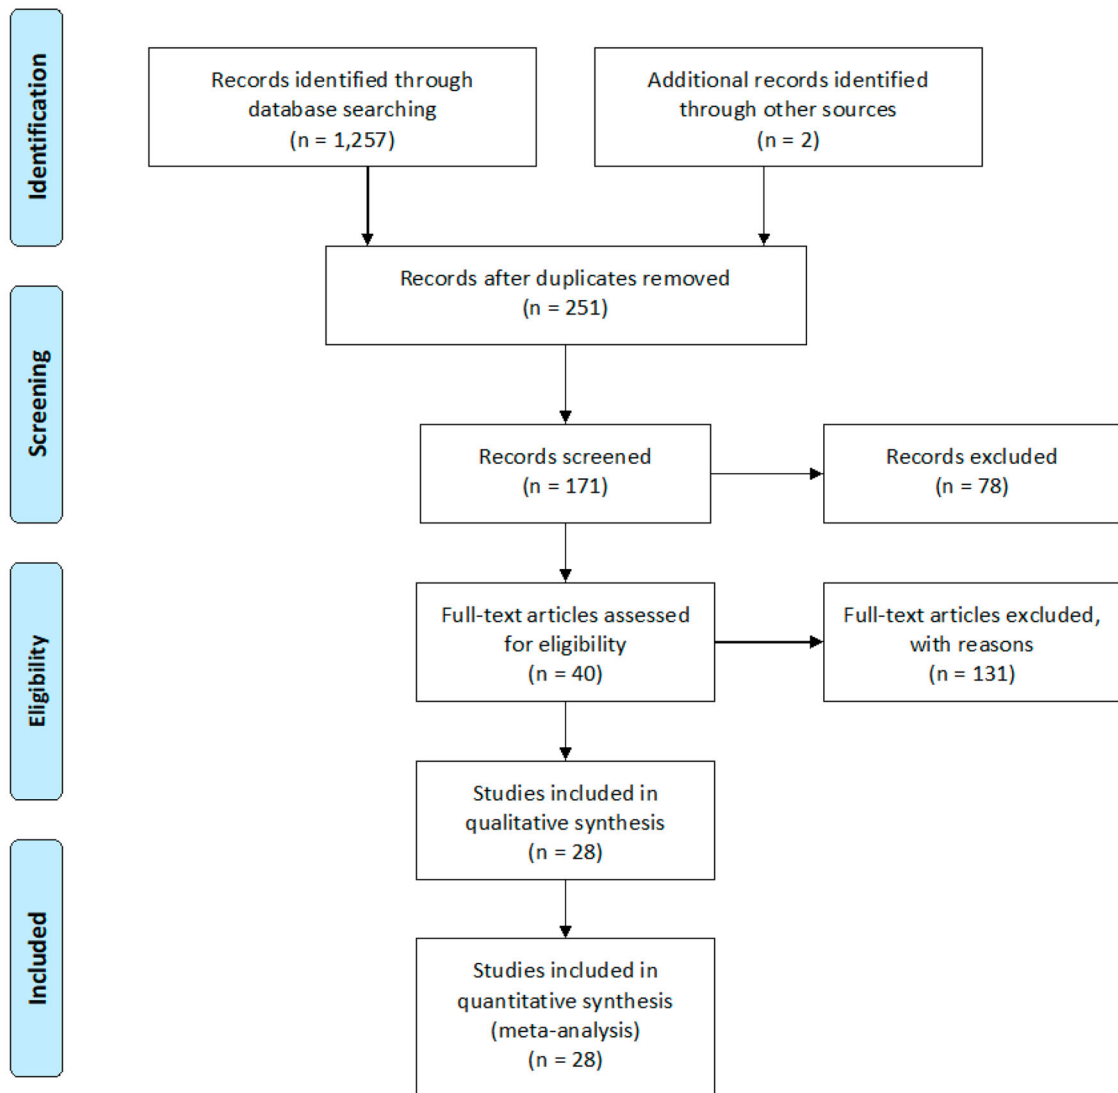 Identification
Records identified through
database searching
(n = 1,257)
Additional records identified
through other sources
(n = 2)
Records after duplicates removed
(n = 251)
Screening
Records screened
(n = 171)
Records excluded
(n = 78)
Eligibility
Full-text articles assessed
for eligibility
(n = 40)
Full-text articles excluded,
with reasons
(n = 131)
Studies included in
qualitative synthesis
(n = 28)
Included
Studies included in
quantitative synthesis
(meta-analysis)
(n = 28)